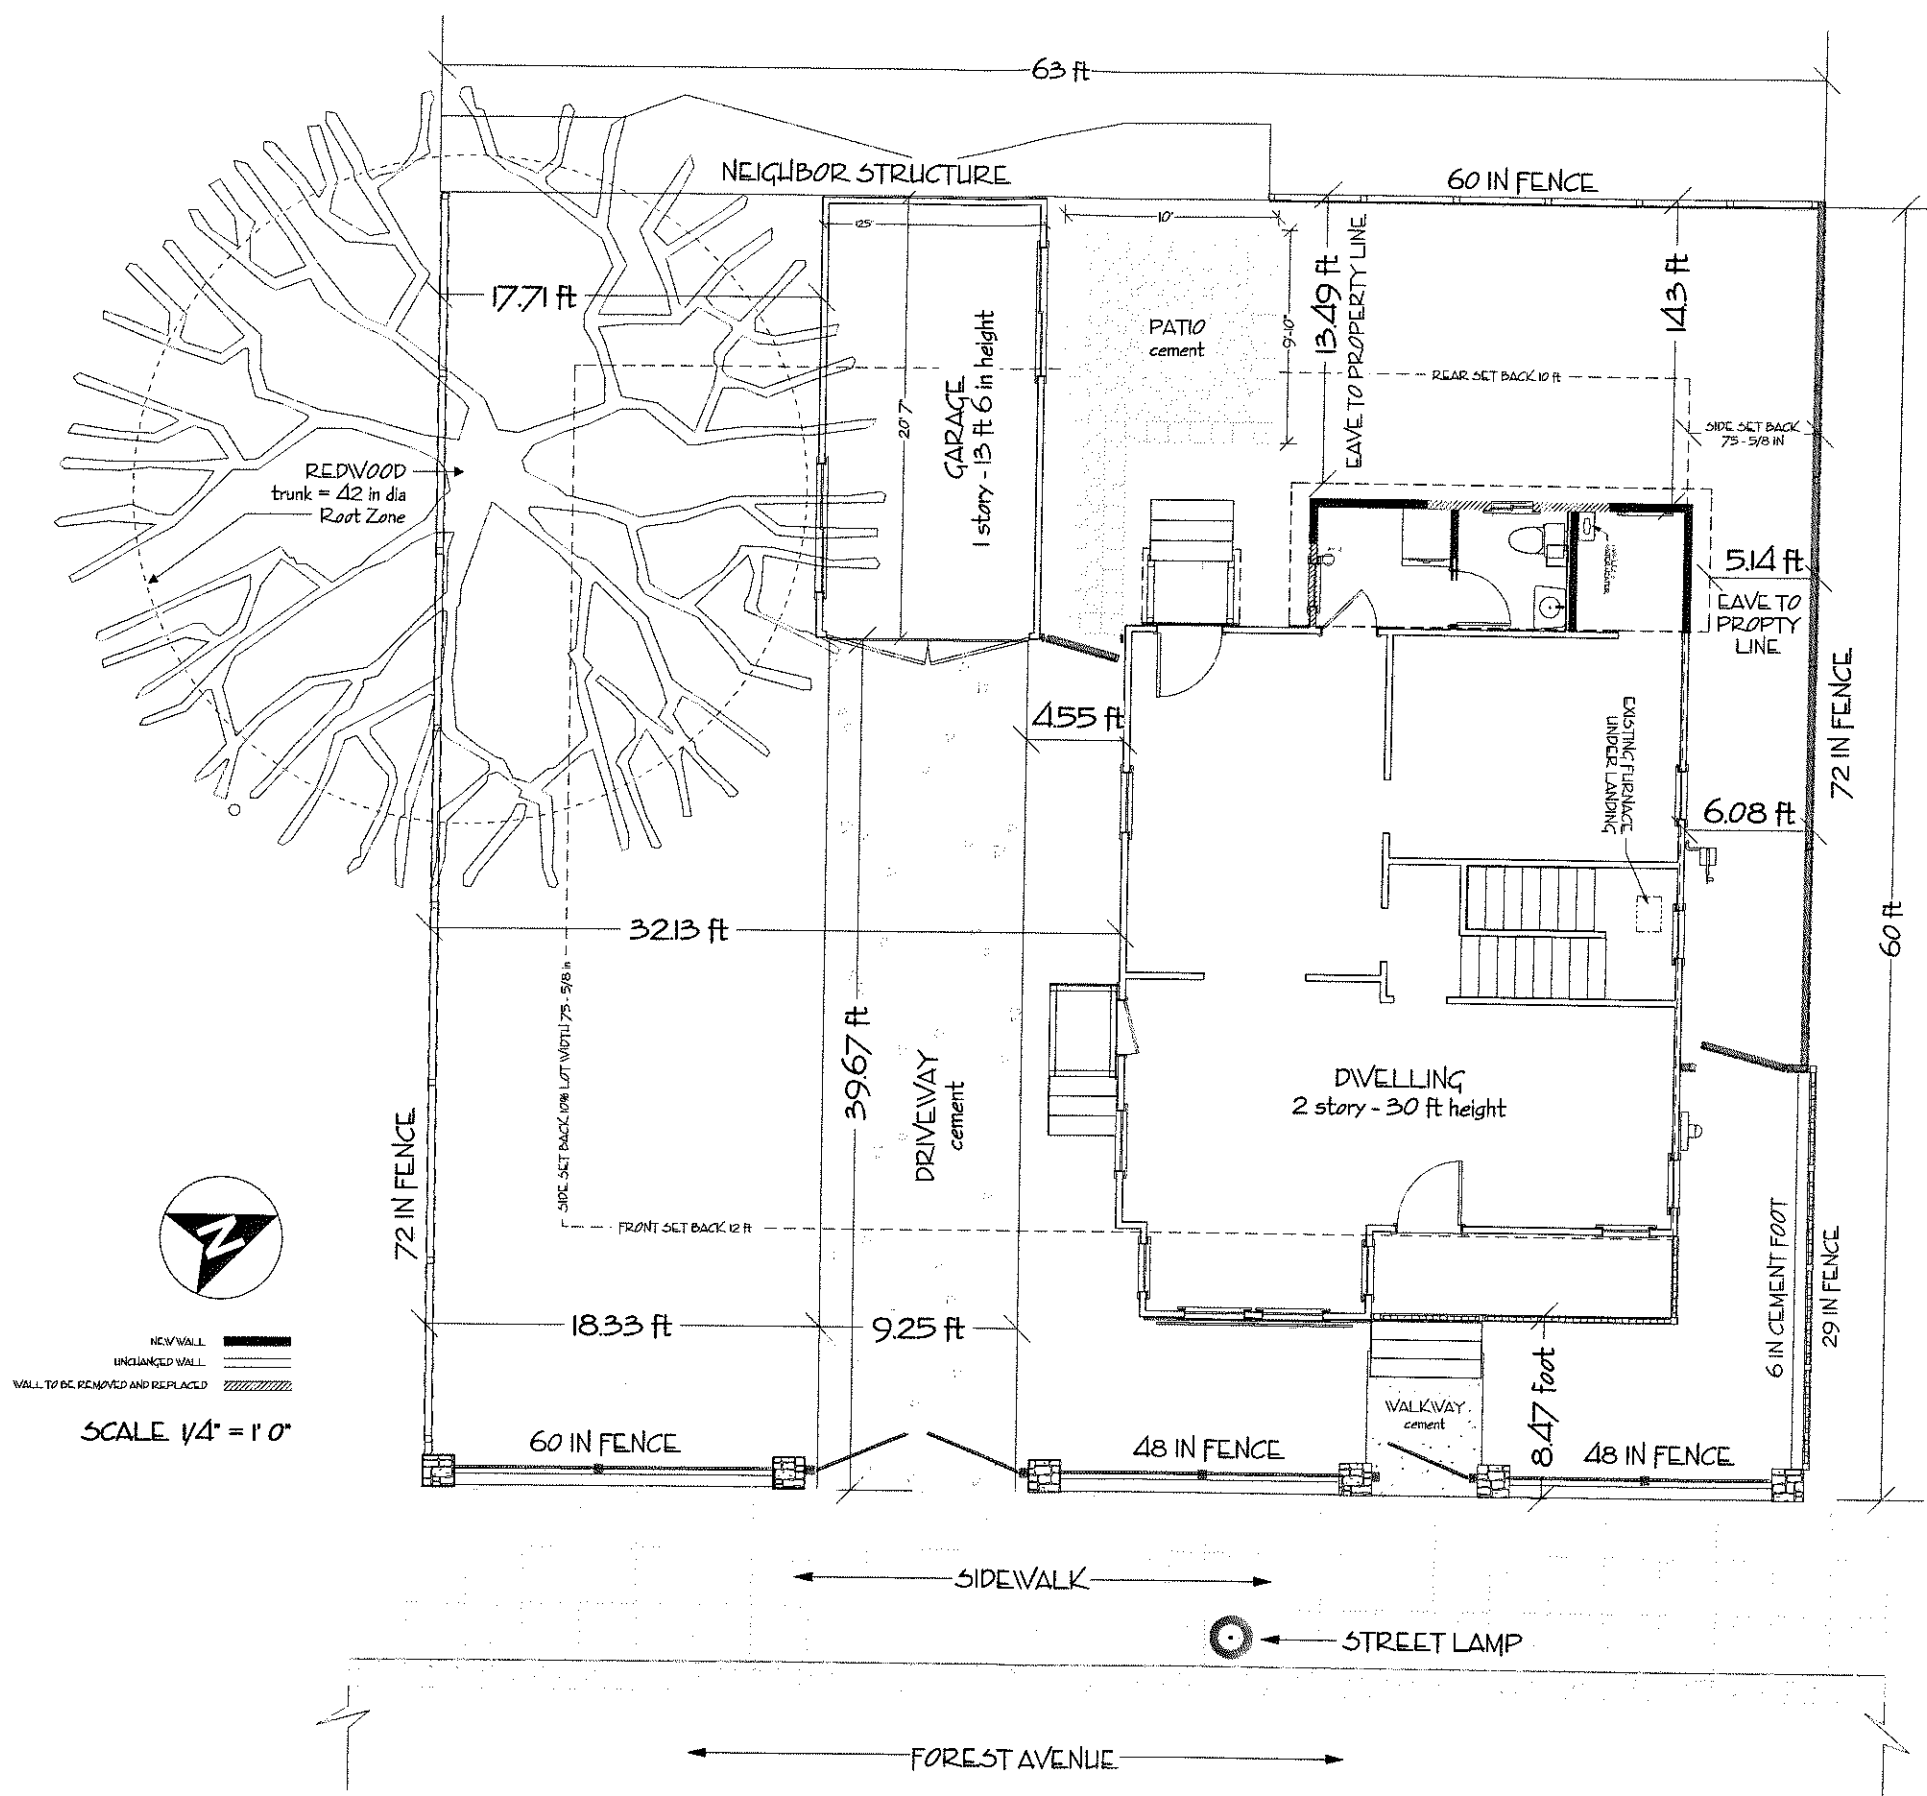 63 ft
NEIGHBOR STRUCTURE
60 IN FENCE
10'
125'
17.71 ft
20' 7"
GARAGE
1 story - 13 ft 6 in height
PATIO
cement
9'-10"
13.49 ft
EAVE TO PROPERTY LINE
14.3 ft
REAR SET BACK 10 ft
SIDE SET BACK
75 - 5/8 IN
REDWOOD
trunk = 42 in dia
Root Zone
5.14 ft
EAVE TO
PROPTY
LINE
4.55 ft
EXISTING FURNACE
UNDER LANDING
72 IN FENCE
6.08 ft
32.13 ft
60 ft
SIDE SET BACK 10% LOT WIDTH 75 - 5/8 in
39.67 ft
DRIVEWAY
cement
DWELLING
2 story - 30 ft height
72 IN FENCE
N
FRONT SET BACK 12 ft
6 IN CEMENT FOOT
29 IN FENCE
18.33 ft
9.25 ft
NEW WALL
UNCHANGED WALL
WALL TO BE REMOVED AND REPLACED
SCALE 1/4" = 1' 0"
8.47 foot
WALKWAY
cement
60 IN FENCE
48 IN FENCE
48 IN FENCE
SIDEWALK
STREET LAMP
FOREST AVENUE